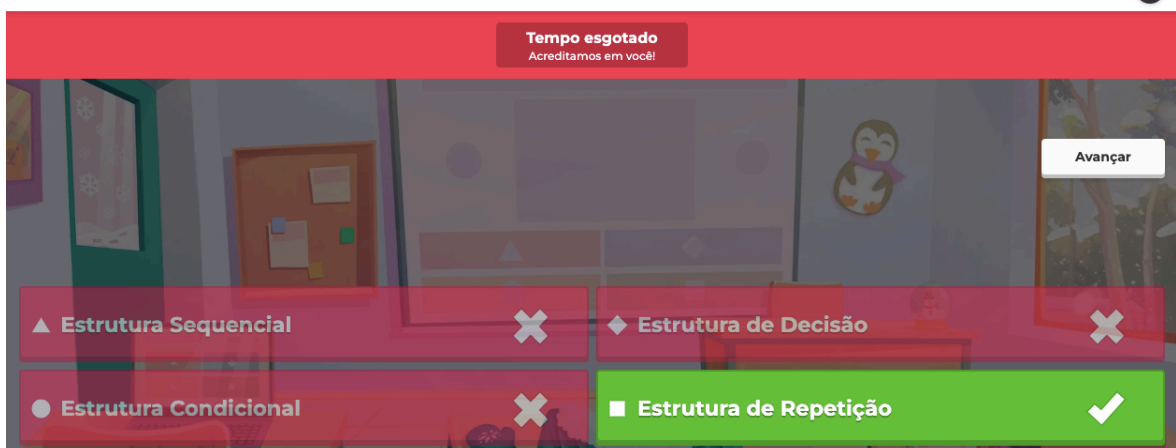 Tempo esgotado
Acreditamos em você!
Avançar
Estrutura Sequencial
Estrutura de Decisão
Estrutura Condicional
Estrutura de Repetição